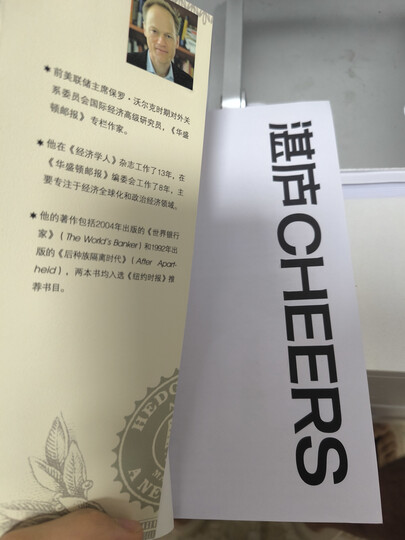 ★ 前美联储主席保罗·沃尔克时期对外关
系委员会国际经济高级研究员，《华盛
顿邮报》专栏作家。
★ 他在《经济学人》杂志工作了13年，在
《华盛顿邮报》编委会工作了8年，主
要专注于经济全球化和政治经济领域。
★ 他的著作包括2004年出版的《世界银行
家》（The World's Banker）和1992年出
版的《后种族隔离时代》（After Apart-
heid），两本书均入选《纽约时报》推
荐书目。
HEDG
A NE
湛庐CHEERS